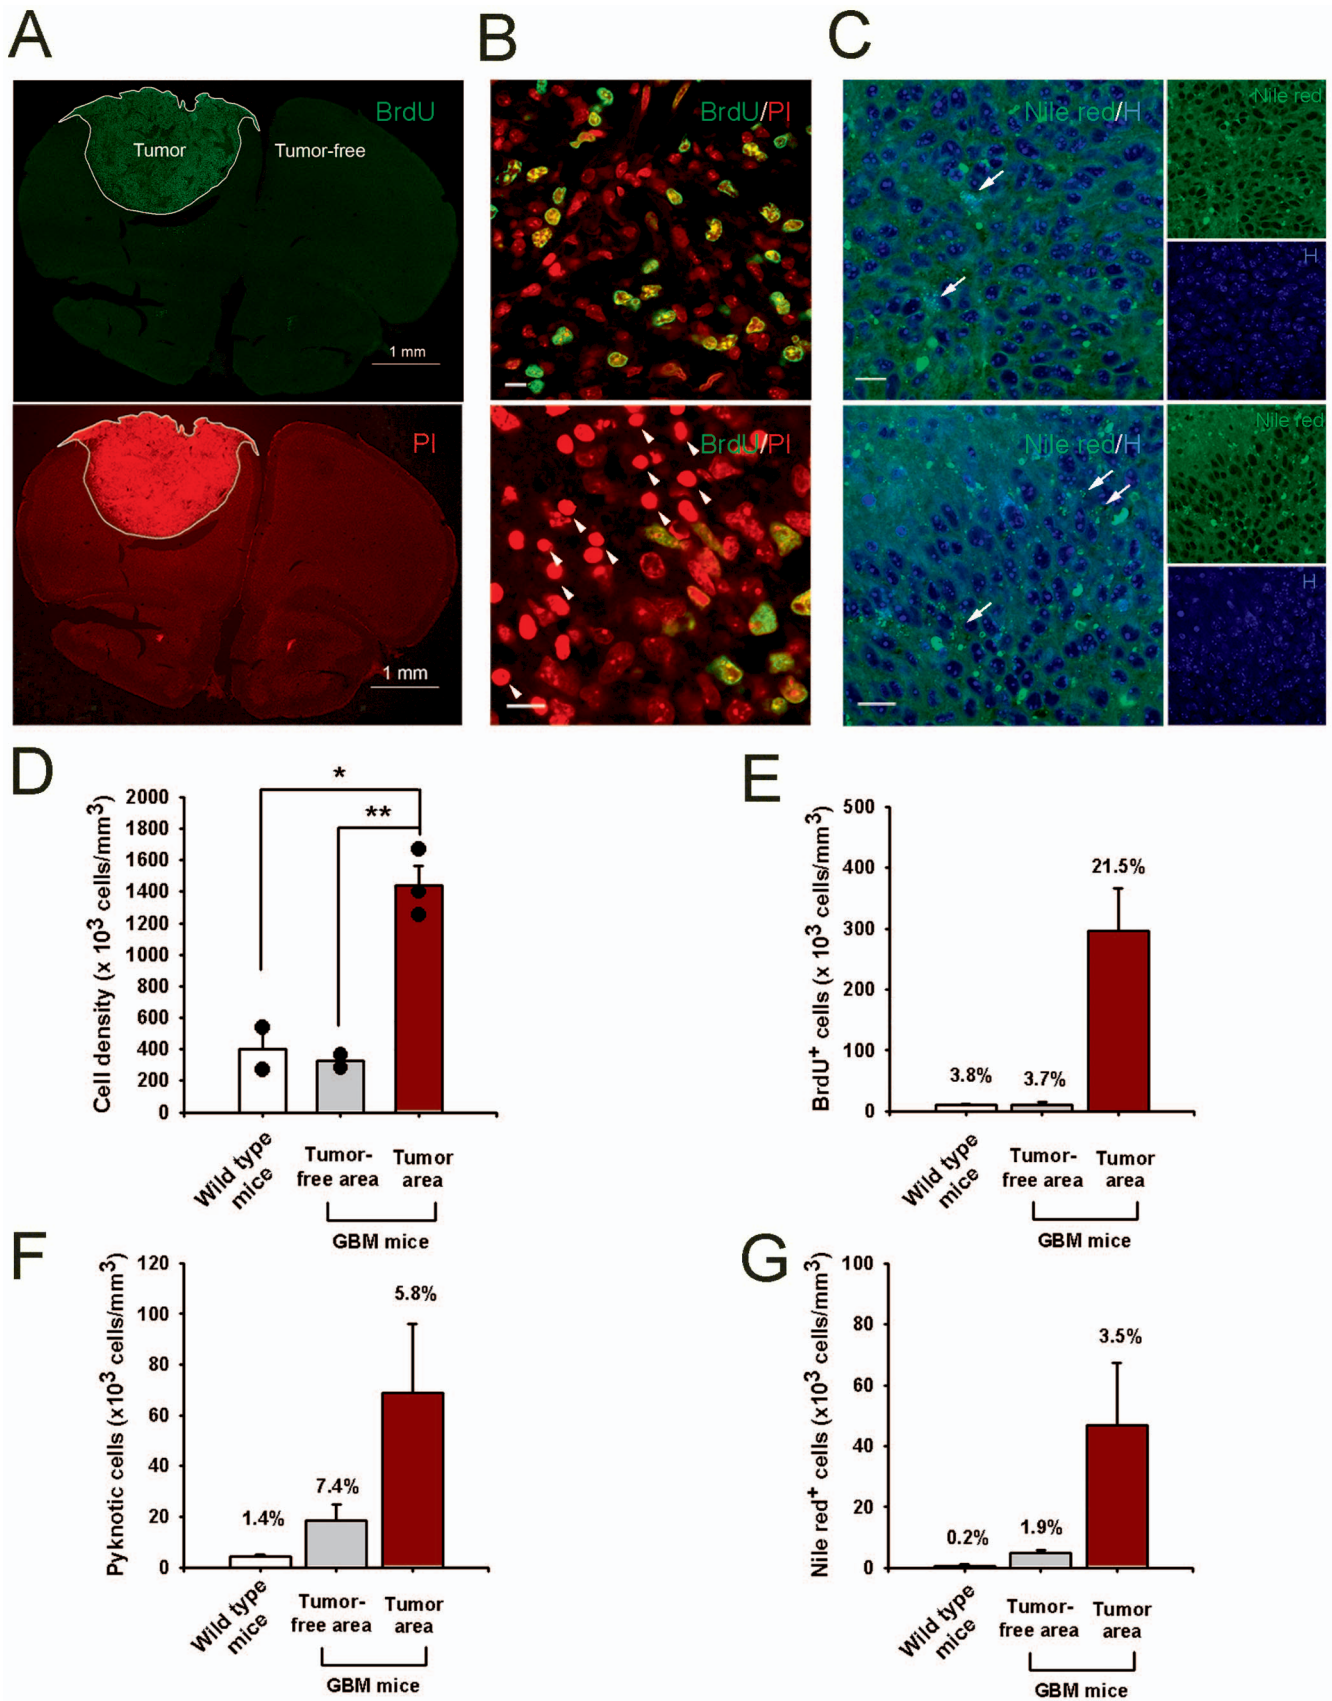 A
B
C
BrdU
Tumor
Tumor-free
1 mm
PI
1 mm
BrdU/PI
BrdU/PI
Nile red/H
Nile red
H
Nile red/H
Nile red
H
D
*
**
2000
1800
1600
1400
1200
1000
800
600
400
200
0
Cell density (x 10³ cells/mm³)
Wild type
mice
Tumor-
free area
Tumor
area
GBM mice
E
500
400
300
200
100
0
BrdU⁺ cells (x 10³ cells/mm³)
3.8%
3.7%
21.5%
Wild type
mice
Tumor-
free area
Tumor
area
GBM mice
F
120
100
80
60
40
20
0
Pyknotic cells (x10³ cells/mm³)
1.4%
7.4%
5.8%
Wild type
mice
Tumor-
free area
Tumor
area
GBM mice
G
100
80
60
40
20
0
Nile red⁺ cells (x10³ cells/mm³)
0.2%
1.9%
3.5%
Wild type
mice
Tumor-
free area
Tumor
area
GBM mice